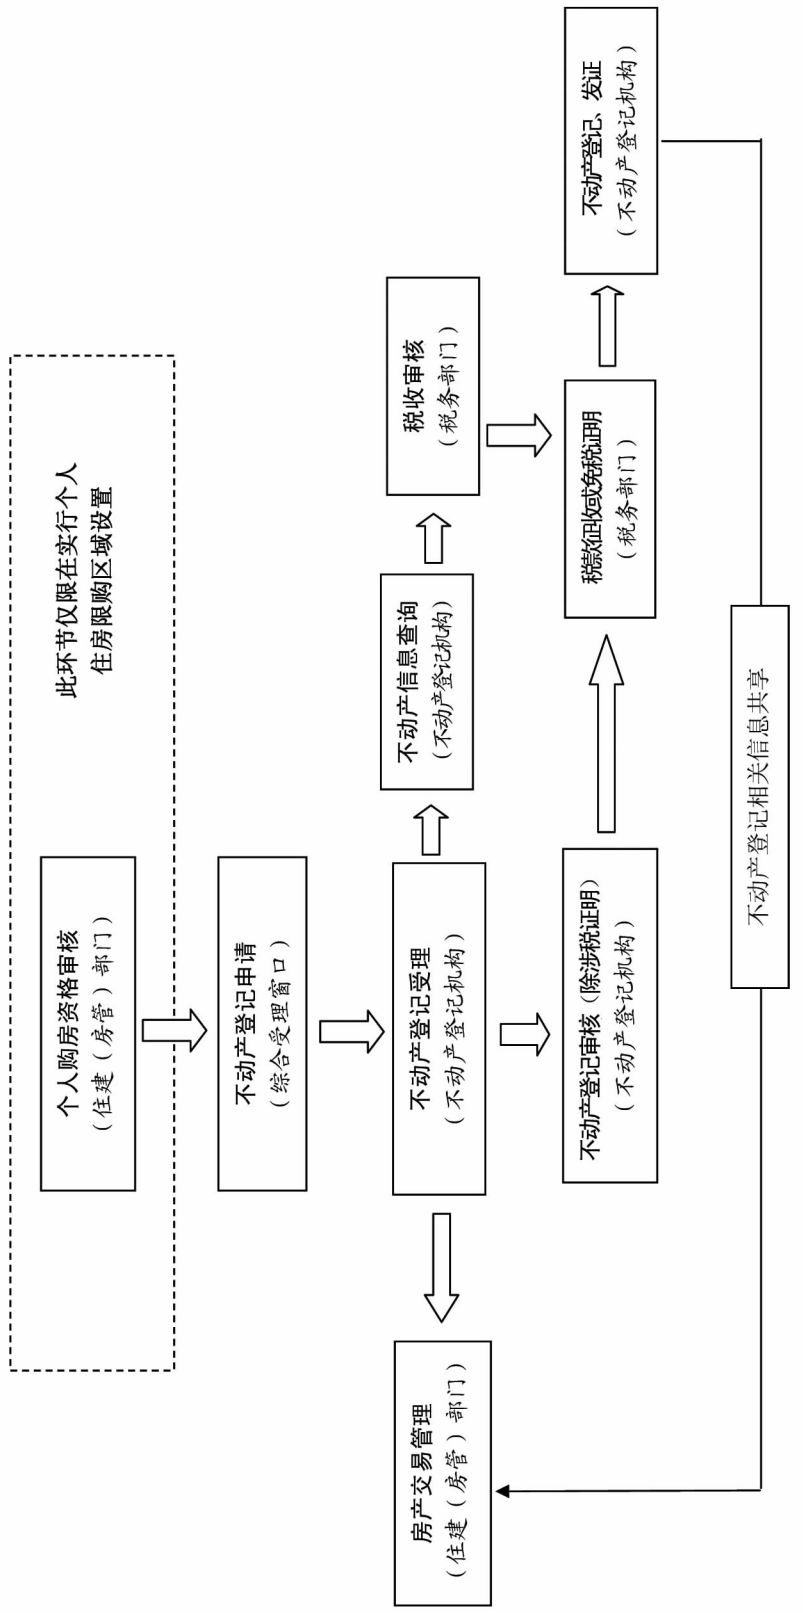 此环节仅限在实行个人
住房限购区域设置
个人购房资格审核
（住建（房管）部门）
不动产登记申请
（综合受理窗口）
房产交易管理
（住建（房管）部门）
不动产登记受理
（不动产登记机构）
不动产信息查询
（不动产登记机构）
税收审核
（税务部门）
不动产登记审核（除涉税证明）
（不动产登记机构）
税款征收或免税证明
（税务部门）
不动产登记、发证
（不动产登记机构）
不动产登记相关信息共享